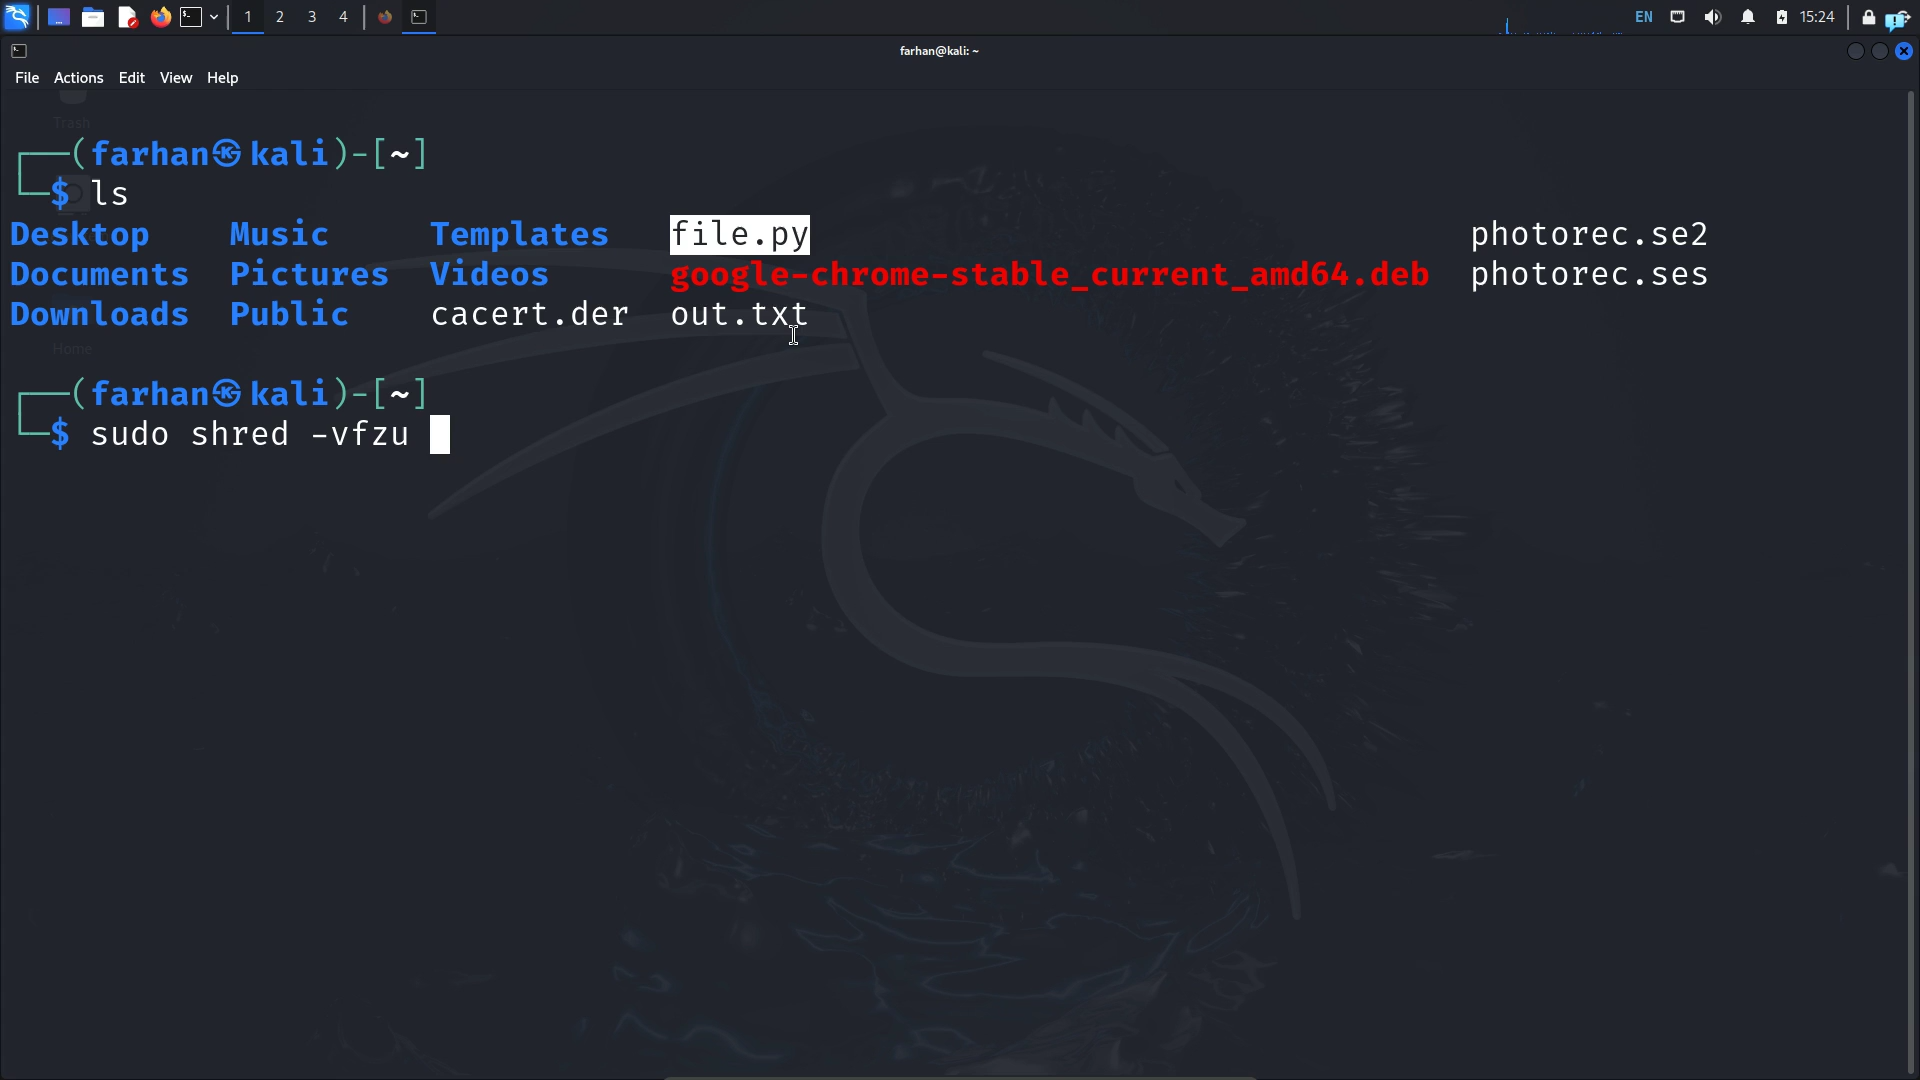 1 2 3 4 EN 15:24
farhan@kali: ~
File Actions Edit View Help
Trash
┌──(farhan㉿kali)-[~]
└─$ ls
Desktop Music Templates file.py photorec.se2
Documents Pictures Videos google-chrome-stable_current_amd64.deb photorec.ses
Downloads Public cacert.der out.txt
Home
┌──(farhan㉿kali)-[~]
└─$ sudo shred -vfzu